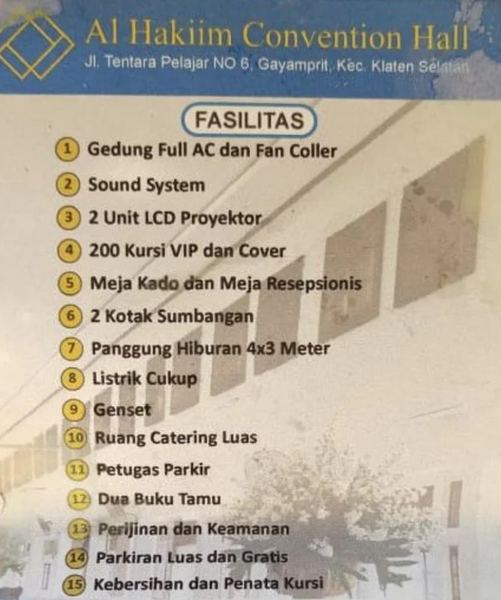 Al Hakiim Convention Hall
Jl. Tentara Pelajar NO 6, Gayamprit, Kec. Klaten Selatan
FASILITAS
1 Gedung Full AC dan Fan Coller
2 Sound System
3 2 Unit LCD Proyektor
4 200 Kursi VIP dan Cover
5 Meja Kado dan Meja Resepsionis
6 2 Kotak Sumbangan
7 Panggung Hiburan 4x3 Meter
8 Listrik Cukup
9 Genset
10 Ruang Catering Luas
11 Petugas Parkir
12 Dua Buku Tamu
13 Perijinan dan Keamanan
14 Parkiran Luas dan Gratis
15 Kebersihan dan Penata Kursi